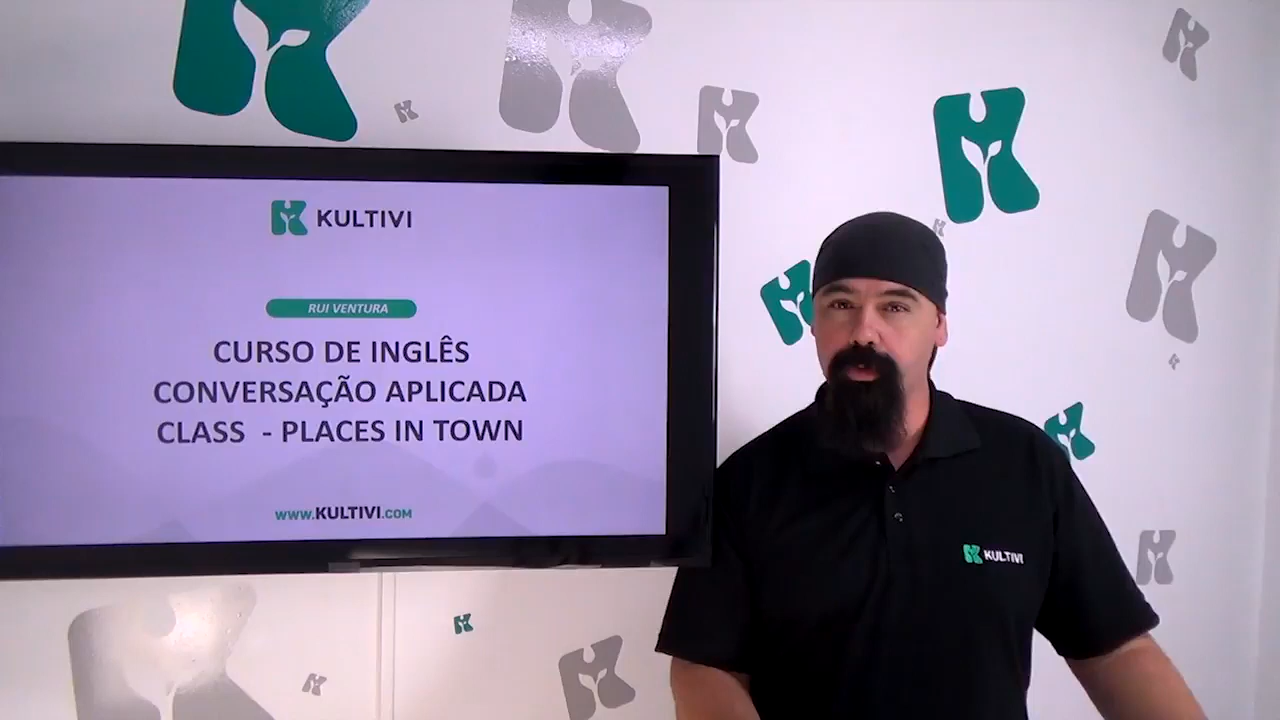 KULTIVI
RUI VENTURA
CURSO DE INGLÊS
CONVERSAÇÃO APLICADA
CLASS - PLACES IN TOWN
WWW.KULTIVI.COM
KULTIVI